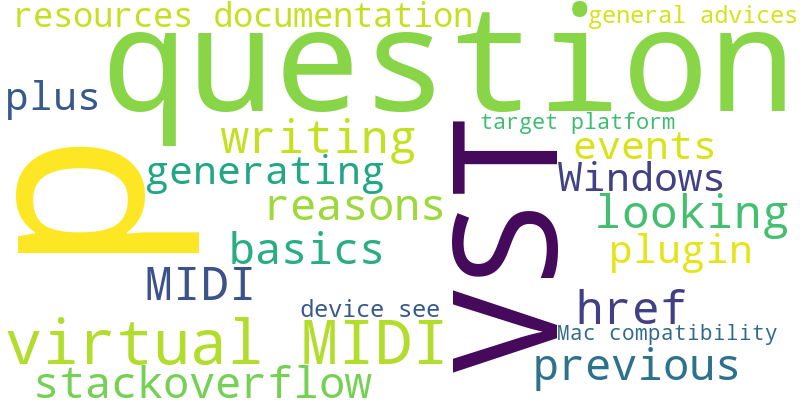 resources documentation
general advices
question
plus
target platform
writing
events
p
VST
generating
Windows
reasons
looking
basics
plugin
MIDI
href
device see
virtual MIDI
Mac compatibility
previous
stackoverflow